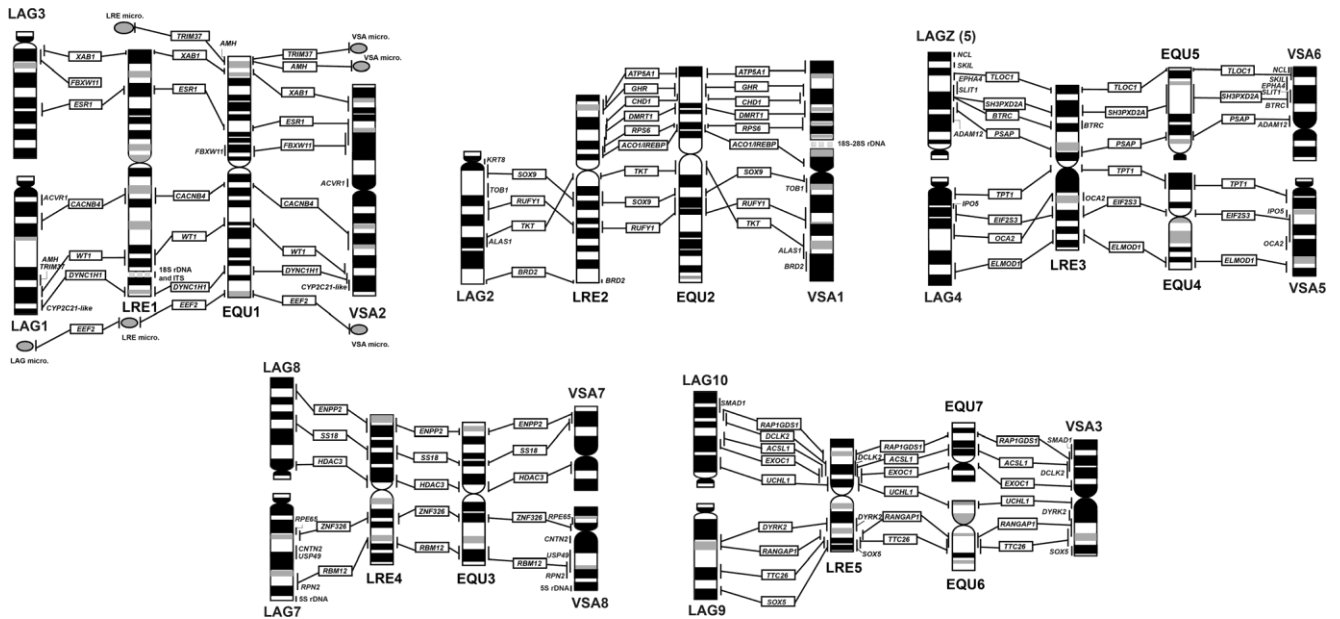 LAG3
LRE micro.
TRIM37
AMH
TRIM37
VSA micro.
AMH
VSA micro.
XAB1
XAB1
XAB1
FBXW11
ESR1
ESR1
ESR1
FBXW11
FBXW11
ACVR1
ACVR1
CACNB4
CACNB4
CACNB4
WT1
WT1
WT1
AMH
TRIM37
18S rDNA
and ITS
DYNC1H1
DYNC1H1
DYNC1H1
CYP2C21-like
CYP2C21-like
LAG1
LRE1
EQU1
VSA2
EEF2
EEF2
EEF2
LAG micro.
LRE micro.
VSA micro.
ATP5A1
ATP5A1
GHR
GHR
CHD1
CHD1
DMRT1
DMRT1
RPS6
RPS6
ACO1/IREBP
ACO1/IREBP
18S-28S rDNA
KRT8
SOX9
TKT
SOX9
TOB1
TOB1
RUFY1
SOX9
RUFY1
TKT
RUFY1
TKT
ALAS1
ALAS1
BRD2
BRD2
BRD2
LAG2
LRE2
EQU2
VSA1
LAGZ (5)
EQU5
VSA6
NCL
SKIL
EPHA4
SLIT1
TLOC1
TLOC1
NCL
SKIL
EPHA4
SLIT1
SH3PXD2A
SH3PXD2A
BTRC
BTRC
BTRC
ADAM12
PSAP
PSAP
PSAP
ADAM12
TPT1
TPT1
TPT1
IPO5
OCA2
IPO5
EIF2S3
EIF2S3
EIF2S3
OCA2
OCA2
ELMOD1
ELMOD1
ELMOD1
LAG4
LRE3
EQU4
VSA5
LAG8
VSA7
ENPP2
ENPP2
ENPP2
SS18
SS18
SS18
HDAC3
HDAC3
HDAC3
RPE65
ZNF326
ZNF326
ZNF326
RPE65
CNTN2
USP49
CNTN2
USP49
RBM12
RBM12
RBM12
RPN2
RPN2
5S rDNA
5S rDNA
LAG7
LRE4
EQU3
VSA8
LAG10
EQU7
VSA3
SMAD1
SMAD1
RAP1GDS1
RAP1GDS1
RAP1GDS1
DCLK2
DCLK2
DCLK2
ACSL1
ACSL1
ACSL1
EXOC1
EXOC1
EXOC1
UCHL1
UCHL1
UCHL1
DYRK2
DYRK2
DYRK2
RANGAP1
RANGAP1
RANGAP1
TTC26
TTC26
TTC26
SOX5
SOX5
SOX5
LAG9
LRE5
EQU6